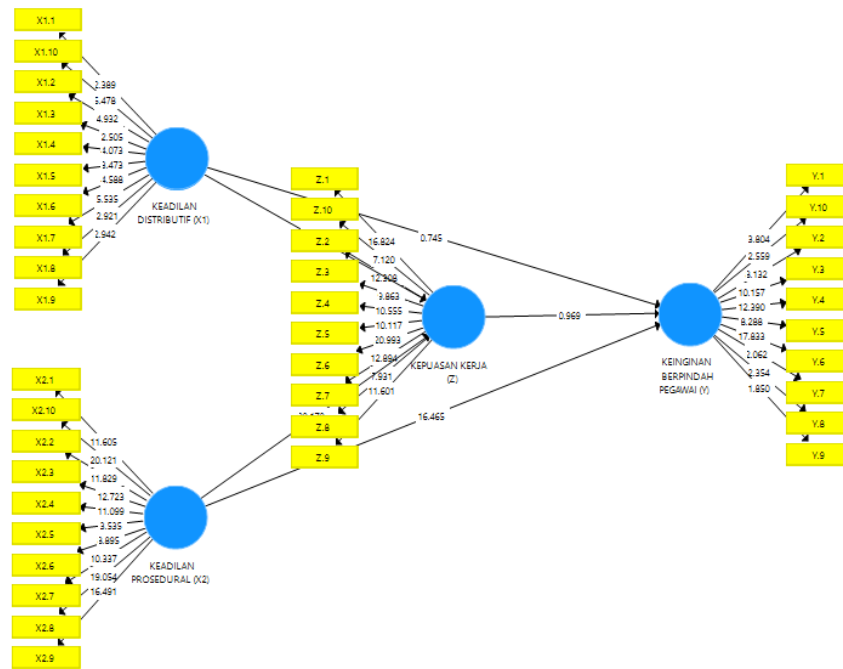 X1.1
X1.10
X1.2
X1.3
X1.4
X1.5
X1.6
X1.7
X1.8
X1.9
2.389
5.478
4.932
2.505
4.073
3.473
4.588
5.535
2.921
2.942
KEADILAN
DISTRIBUTIF (X1)
X2.1
X2.10
X2.2
X2.3
X2.4
X2.5
X2.6
X2.7
X2.8
X2.9
11.605
20.121
11.829
12.723
11.099
3.535
3.895
10.337
19.054
16.491
KEADILAN
PROSEDURAL (X2)
Z.1
Z.10
Z.2
Z.3
Z.4
Z.5
Z.6
Z.7
Z.8
Z.9
16.824
7.120
12.308
9.863
10.555
10.117
20.993
12.894
7.931
11.601
KEPUASAN KERJA
(Z)
0.745
0.969
16.465
KEINGINAN
BERPINDAH
PEGAWAI (Y)
3.804
2.559
3.132
10.157
12.390
8.288
17.833
2.062
2.354
1.850
Y.1
Y.10
Y.2
Y.3
Y.4
Y.5
Y.6
Y.7
Y.8
Y.9